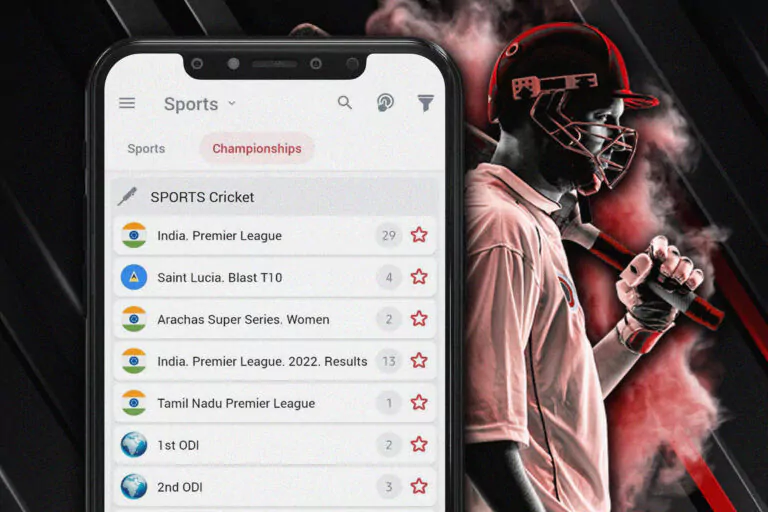 Sports
Sports Championships
SPORTS Cricket
India. Premier League 29
Saint Lucia. Blast T10 4
Arachas Super Series. Women 2
India. Premier League. 2022. Results 13
Tamil Nadu Premier League 1
1st ODI 2
2nd ODI 3